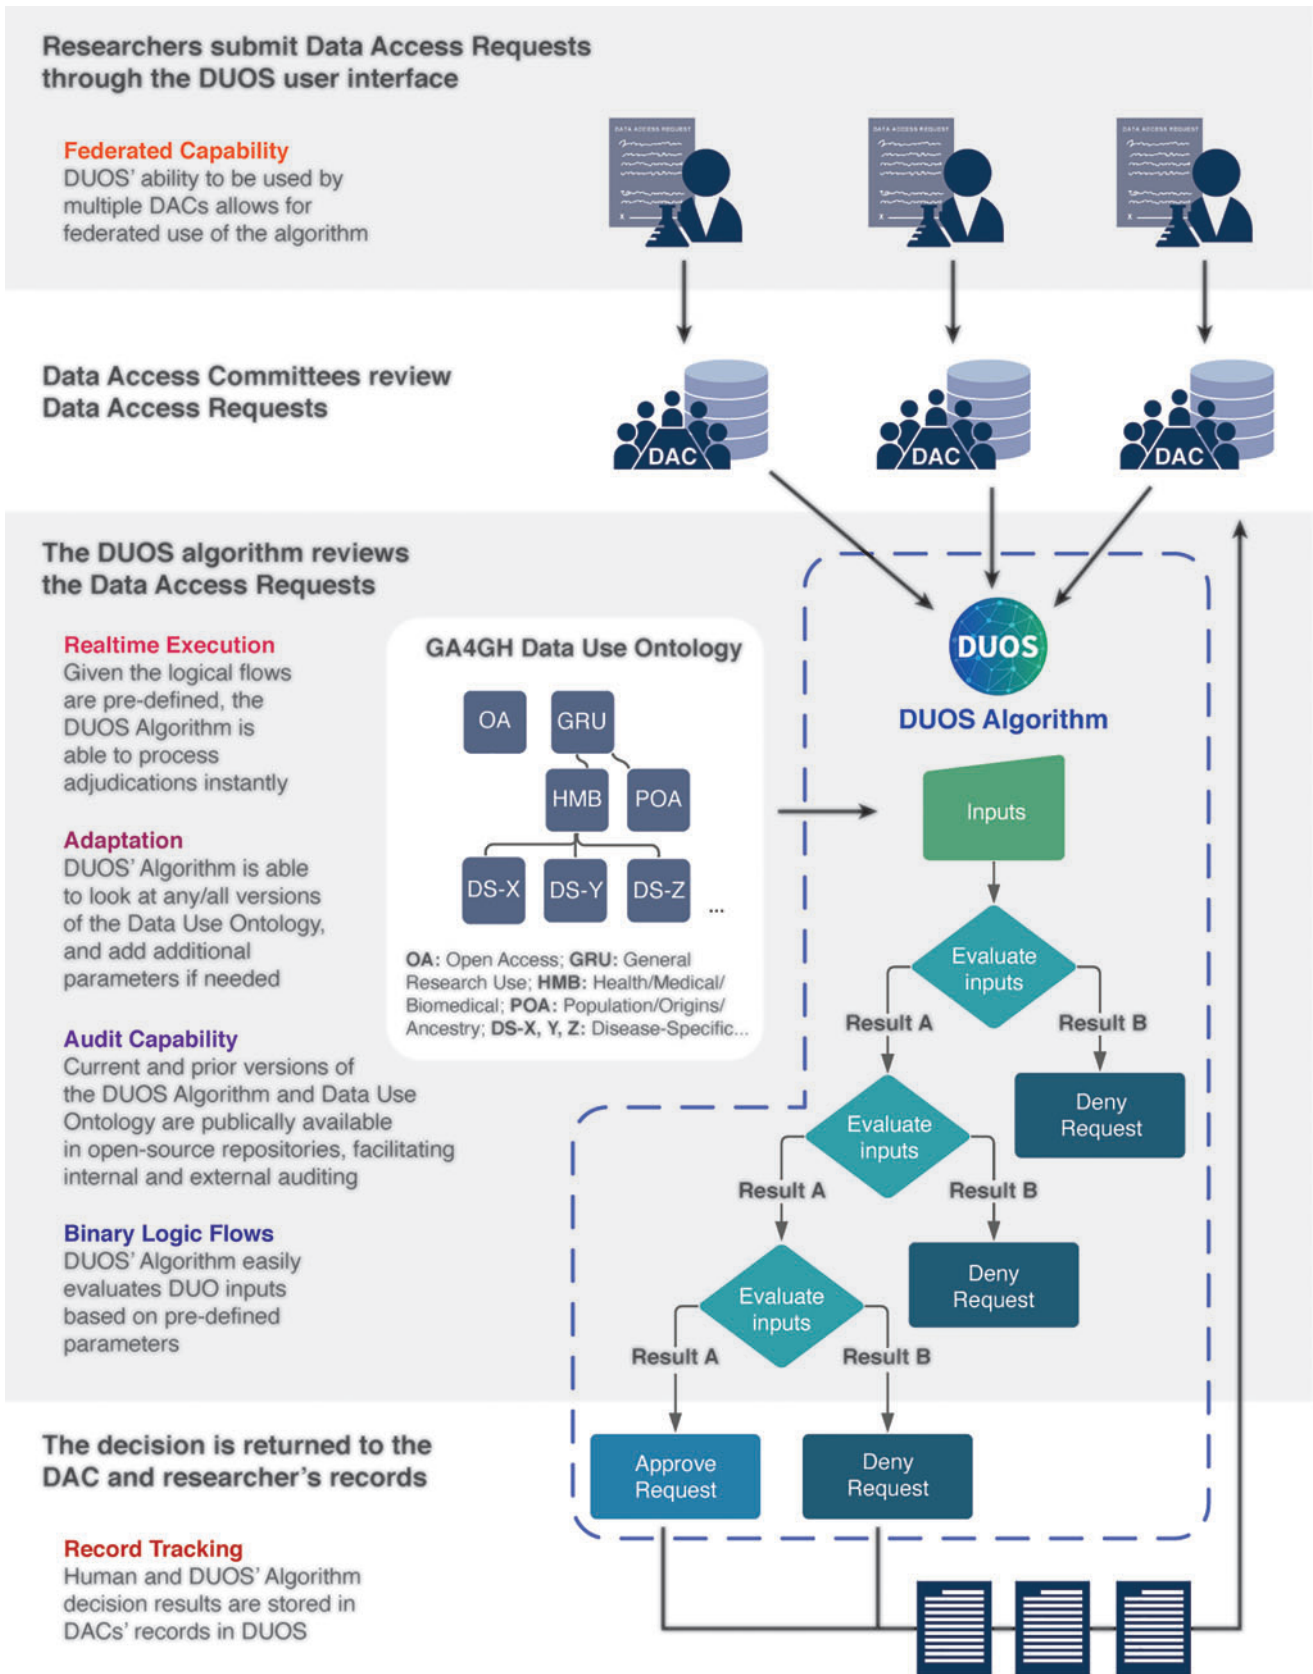 Researchers submit Data Access Requests
through the DUOS user interface
Federated Capability
DUOS' ability to be used by
multiple DACs allows for
federated use of the algorithm
DATA ACCESS REQUEST
X
DATA ACCESS REQUEST
X
DATA ACCESS REQUEST
X
Data Access Committees review
Data Access Requests
DAC
DAC
DAC
The DUOS algorithm reviews
the Data Access Requests
Realtime Execution
Given the logical flows
are pre-defined, the
DUOS Algorithm is
able to process
adjudications instantly
Adaptation
DUOS' Algorithm is able
to look at any/all versions
of the Data Use Ontology,
and add additional
parameters if needed
Audit Capability
Current and prior versions of
the DUOS Algorithm and Data Use
Ontology are publically available
in open-source repositories, facilitating
internal and external auditing
Binary Logic Flows
DUOS' Algorithm easily
evaluates DUO inputs
based on pre-defined
parameters
GA4GH Data Use Ontology
OA
GRU
HMB
POA
DS-X
DS-Y
DS-Z
...
OA: Open Access; GRU: General
Research Use; HMB: Health/Medical/
Biomedical; POA: Population/Origins/
Ancestry; DS-X, Y, Z: Disease-Specific...
DUOS
DUOS Algorithm
Inputs
Evaluate
inputs
Result A
Result B
Deny
Request
Evaluate
inputs
Result A
Result B
Deny
Request
Evaluate
inputs
Result A
Result B
Approve
Request
Deny
Request
The decision is returned to the
DAC and researcher's records
Record Tracking
Human and DUOS' Algorithm
decision results are stored in
DACs' records in DUOS